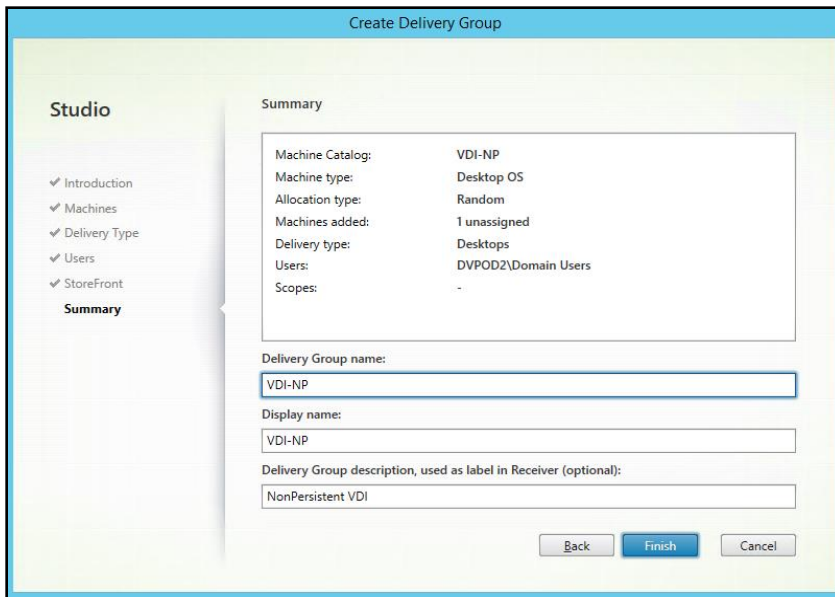 Create Delivery Group
Studio
✔ Introduction
✔ Machines
✔ Delivery Type
✔ Users
✔ StoreFront
Summary
Summary
Machine Catalog: VDI-NP
Machine type: Desktop OS
Allocation type: Random
Machines added: 1 unassigned
Delivery type: Desktops
Users: DVPOD2\Domain Users
Scopes: -
Delivery Group name:
VDI-NP
Display name:
VDI-NP
Delivery Group description, used as label in Receiver (optional):
NonPersistent VDI
Back Finish Cancel